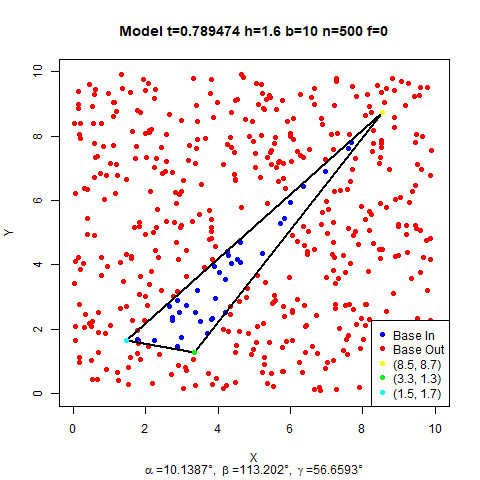 Model t=0.789474 h=1.6 b=10 n=500 f=0
10
8
6
4
2
0
Y
Base In
Base Out
(8.5, 8.7)
(3.3, 1.3)
(1.5, 1.7)
0 2 4 6 8 10
X
α=10.1387°, β=113.202°, γ=56.6593°